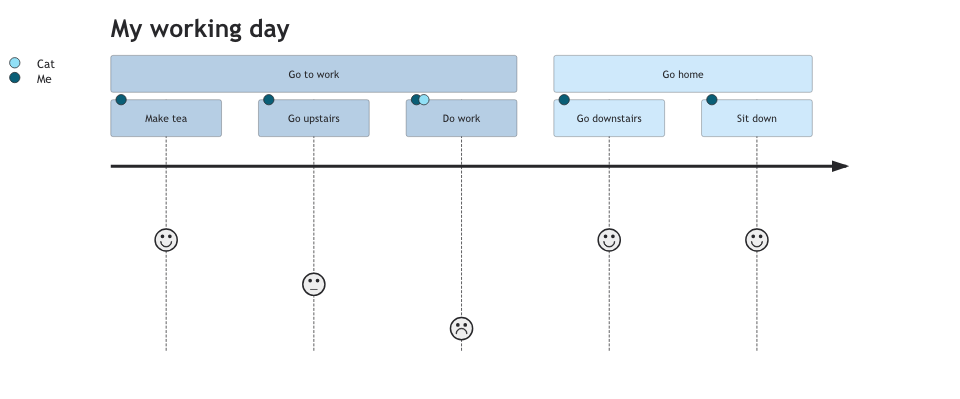 My working day
Cat
Me
Go to work
Go home
Make tea
Go upstairs
Do work
Go downstairs
Sit down